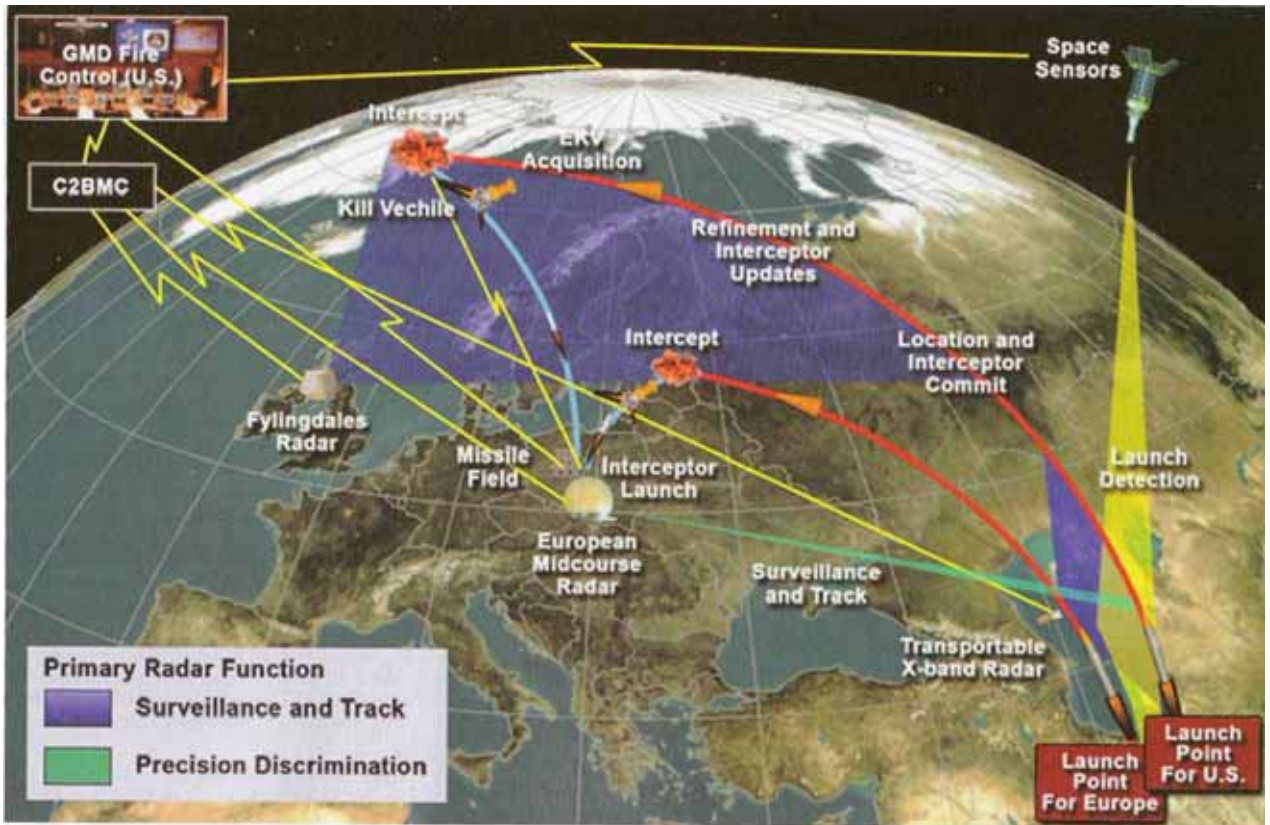 GMD Fire
Control (U.S.)
Space
Sensors
Intercept
EKV
Acquisition
C2BMC
Kill Vechile
Refinement and
Interceptor
Updates
Intercept
Location and
Interceptor
Commit
Fylingdales
Radar
Missile
Field
Interceptor
Launch
Launch
Detection
European
Midcourse
Radar
Surveillance
and Track
Transportable
X-band Radar
Primary Radar Function
Surveillance and Track
Precision Discrimination
Launch
Point
For Europe
Launch
Point
For U.S.